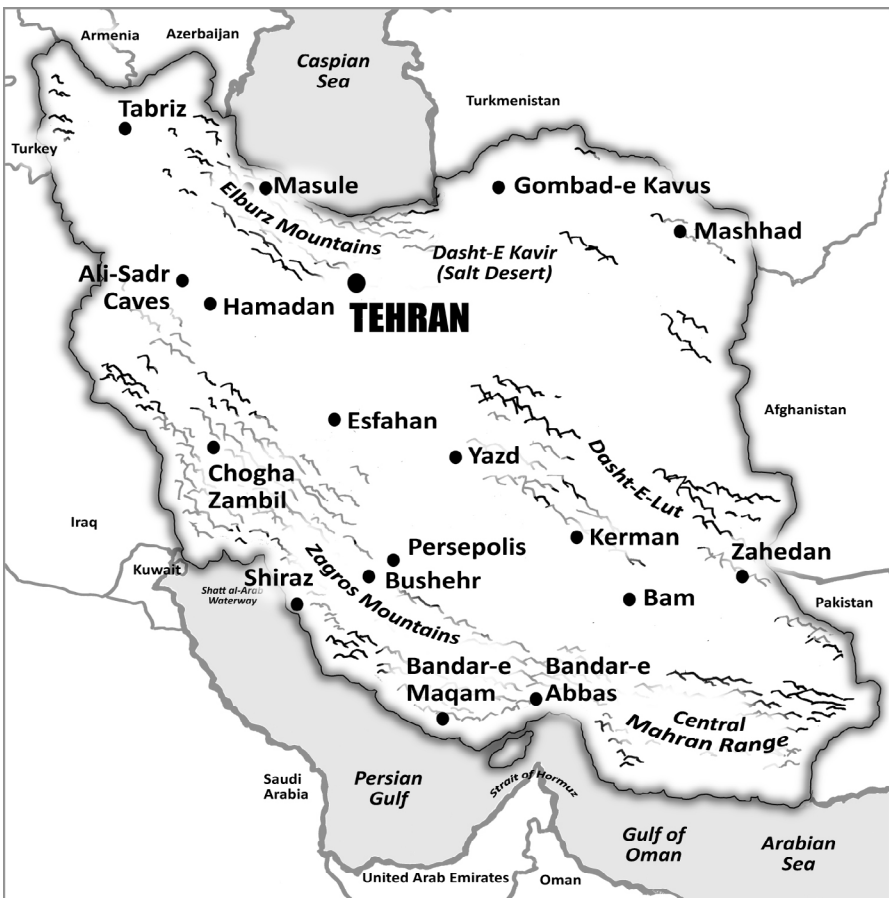 Armenia
Azerbaijan
Caspian
Sea
Turkmenistan
Tabriz
Turkey
Masule
Gombad-e Kavus
Elburz Mountains
Mashhad
Dasht-E Kavir
(Salt Desert)
Ali-Sadr
Caves
Hamadan
TEHRAN
Esfahan
Afghanistan
Yazd
Chogha
Zambil
Dasht-E-Lut
Iraq
Kerman
Persepolis
Zahedan
Kuwait
Shiraz
Bushehr
Zagros Mountains
Shatt al-Arab
Waterway
Bam
Pakistan
Bandar-e
Maqam
Bandar-e
Abbas
Central
Mahran Range
Saudi
Arabia
Persian
Gulf
Strait of Hormuz
Gulf of
Oman
Arabian
Sea
United Arab Emirates
Oman